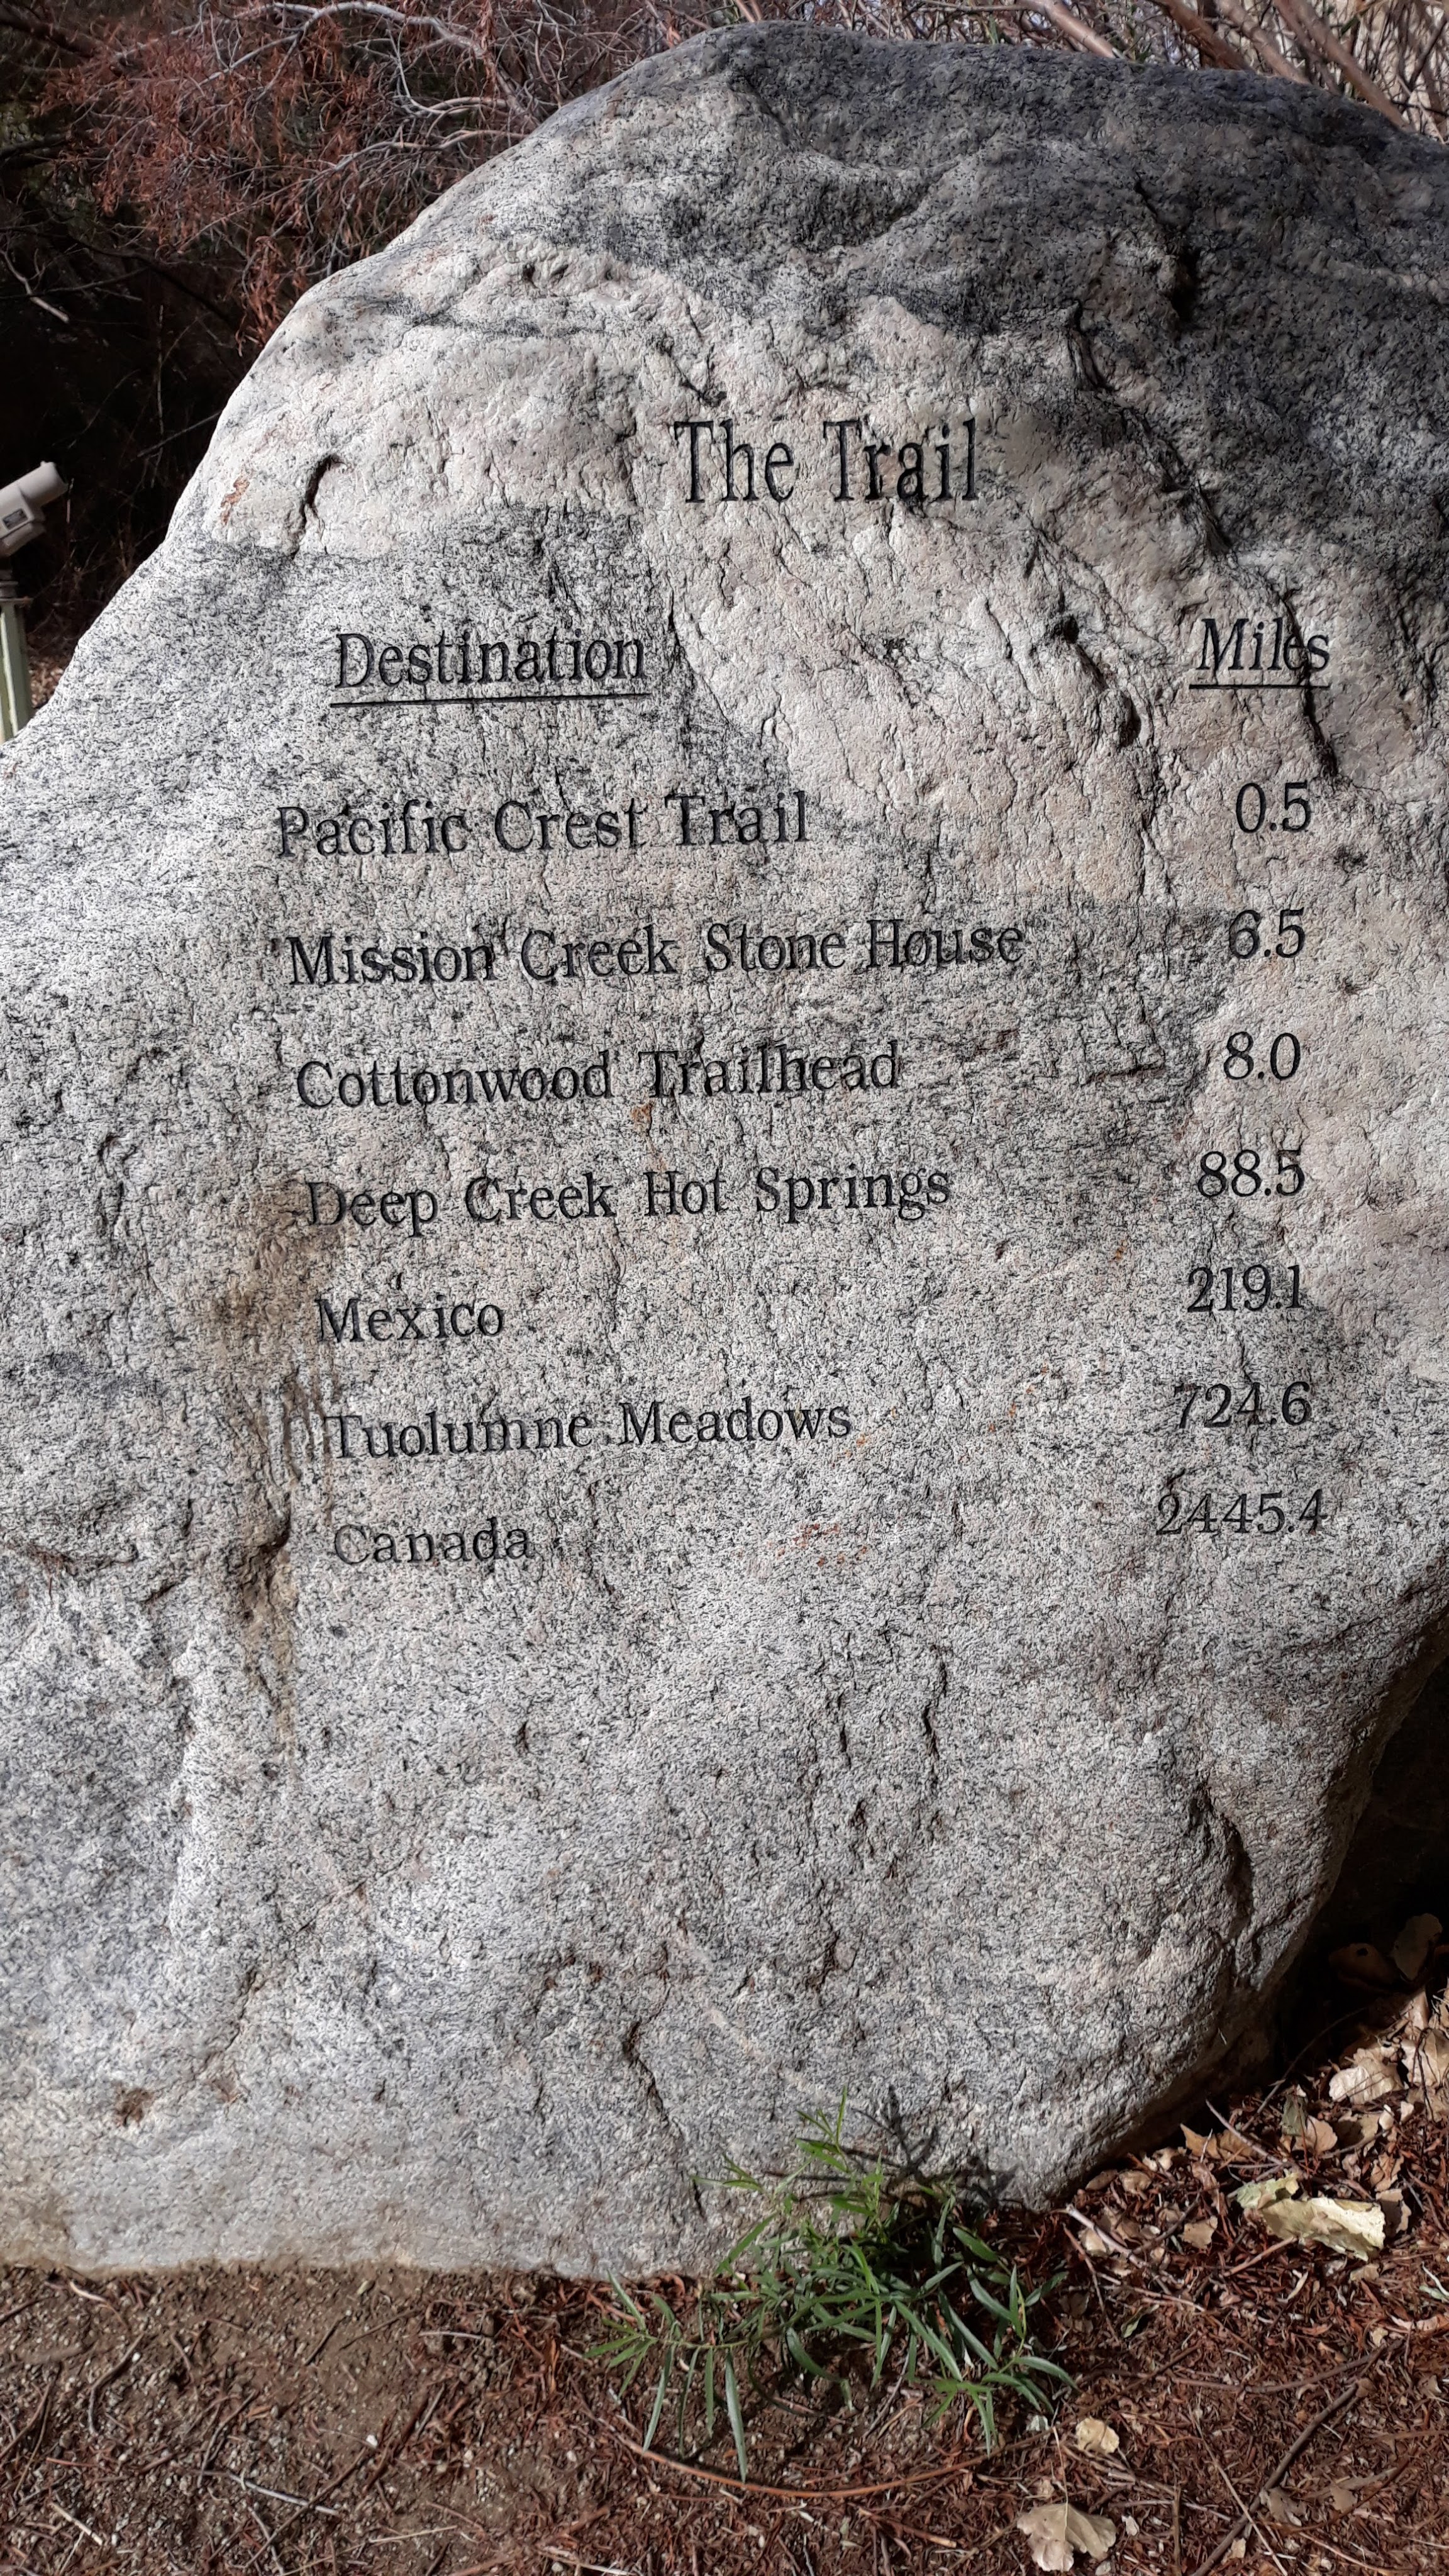 The Trail
Destination Miles
Pacific Crest Trail 0.5
Mission Creek Stone House 6.5
Cottonwood Trailhead 8.0
Deep Creek Hot Springs 88.5
Mexico 219.1
Tuolumne Meadows 724.6
Canada 2445.4